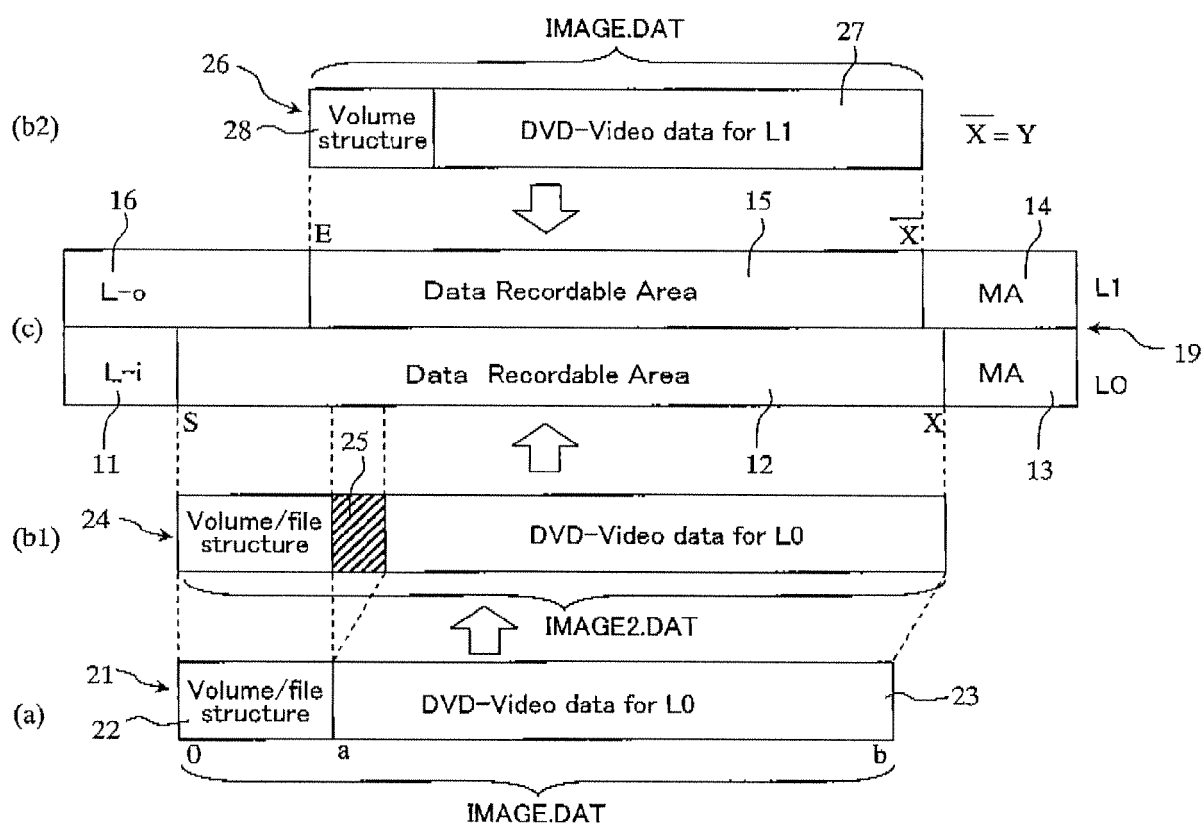 IMAGE.DAT
27
26
(b2)
28
Volume
structure
DVD-Video data for L1
X̅ = Y
16
15
14
E
X̅
L-o
Data Recordable Area
MA
L1
(c)
19
L-i
Data Recordable Area
MA
L0
S
X
11
25
12
13
24
(b1)
Volume/file
structure
DVD-Video data for L0
IMAGE2.DAT
21
(a)
22
Volume/file
structure
DVD-Video data for L0
23
0
a
b
IMAGE.DAT